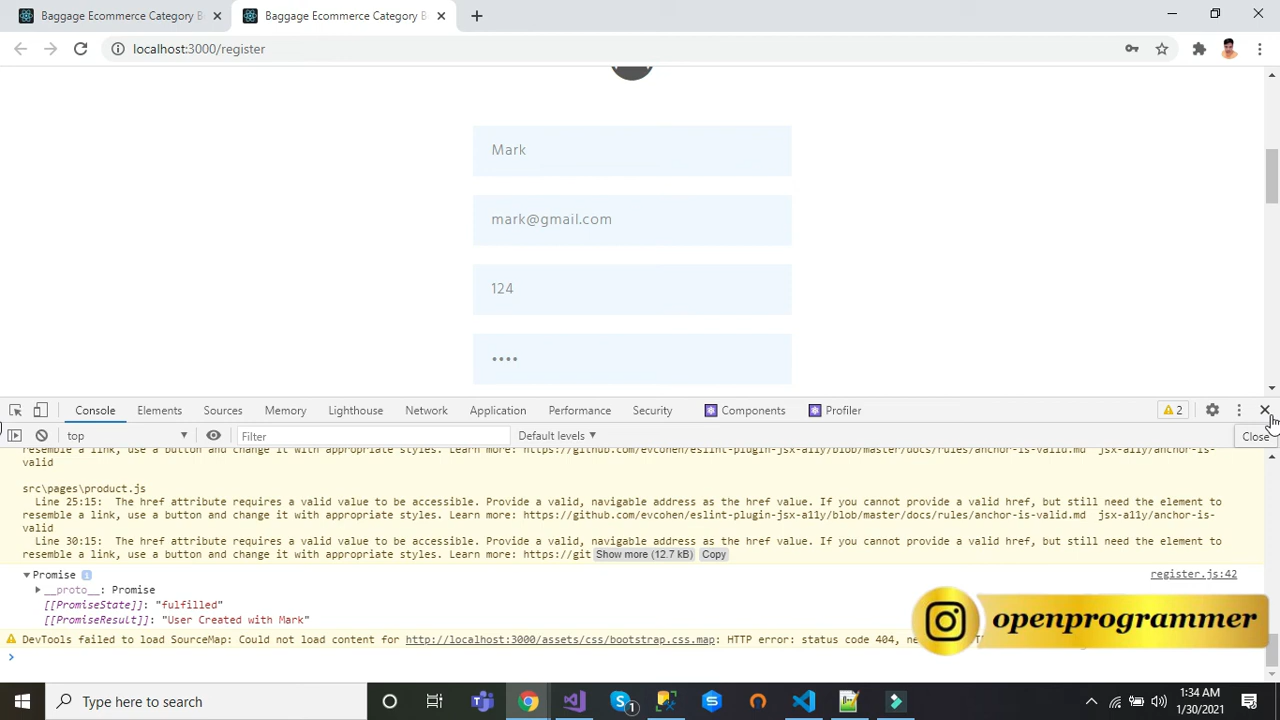 Baggage Ecommerce Category B
Baggage Ecommerce Category B
localhost:3000/register
Mark
mark@gmail.com
124
••••
Console Elements Sources Memory Lighthouse Network Application Performance Security Components Profiler 2
top Filter Default levels Close
resemble a link, use a button and change it with appropriate styles. Learn more: https://github.com/evcohen/eslint-plugin-jsx-a11y/blob/master/docs/rules/anchor-is-valid.md jsx-a11y/anchor-is-
valid
src\pages\product.js
Line 25:15: The href attribute requires a valid value to be accessible. Provide a valid, navigable address as the href value. If you cannot provide a valid href, but still need the element to
resemble a link, use a button and change it with appropriate styles. Learn more: https://github.com/evcohen/eslint-plugin-jsx-a11y/blob/master/docs/rules/anchor-is-valid.md jsx-a11y/anchor-is-
valid
Line 30:15: The href attribute requires a valid value to be accessible. Provide a valid, navigable address as the href value. If you cannot provide a valid href, but still need the element to
resemble a link, use a button and change it with appropriate styles. Learn more: https://git Show more (12.7 kB) Copy
Promise i register.js:42
__proto__: Promise
[[PromiseState]]: "fulfilled"
[[PromiseResult]]: "User Created with Mark"
DevTools failed to load SourceMap: Could not load content for http://localhost:3000/assets/css/bootstrap.css.map: HTTP error: status code 404, ne
openprogrammer
Type here to search
1
1:34 AM
1/30/2021